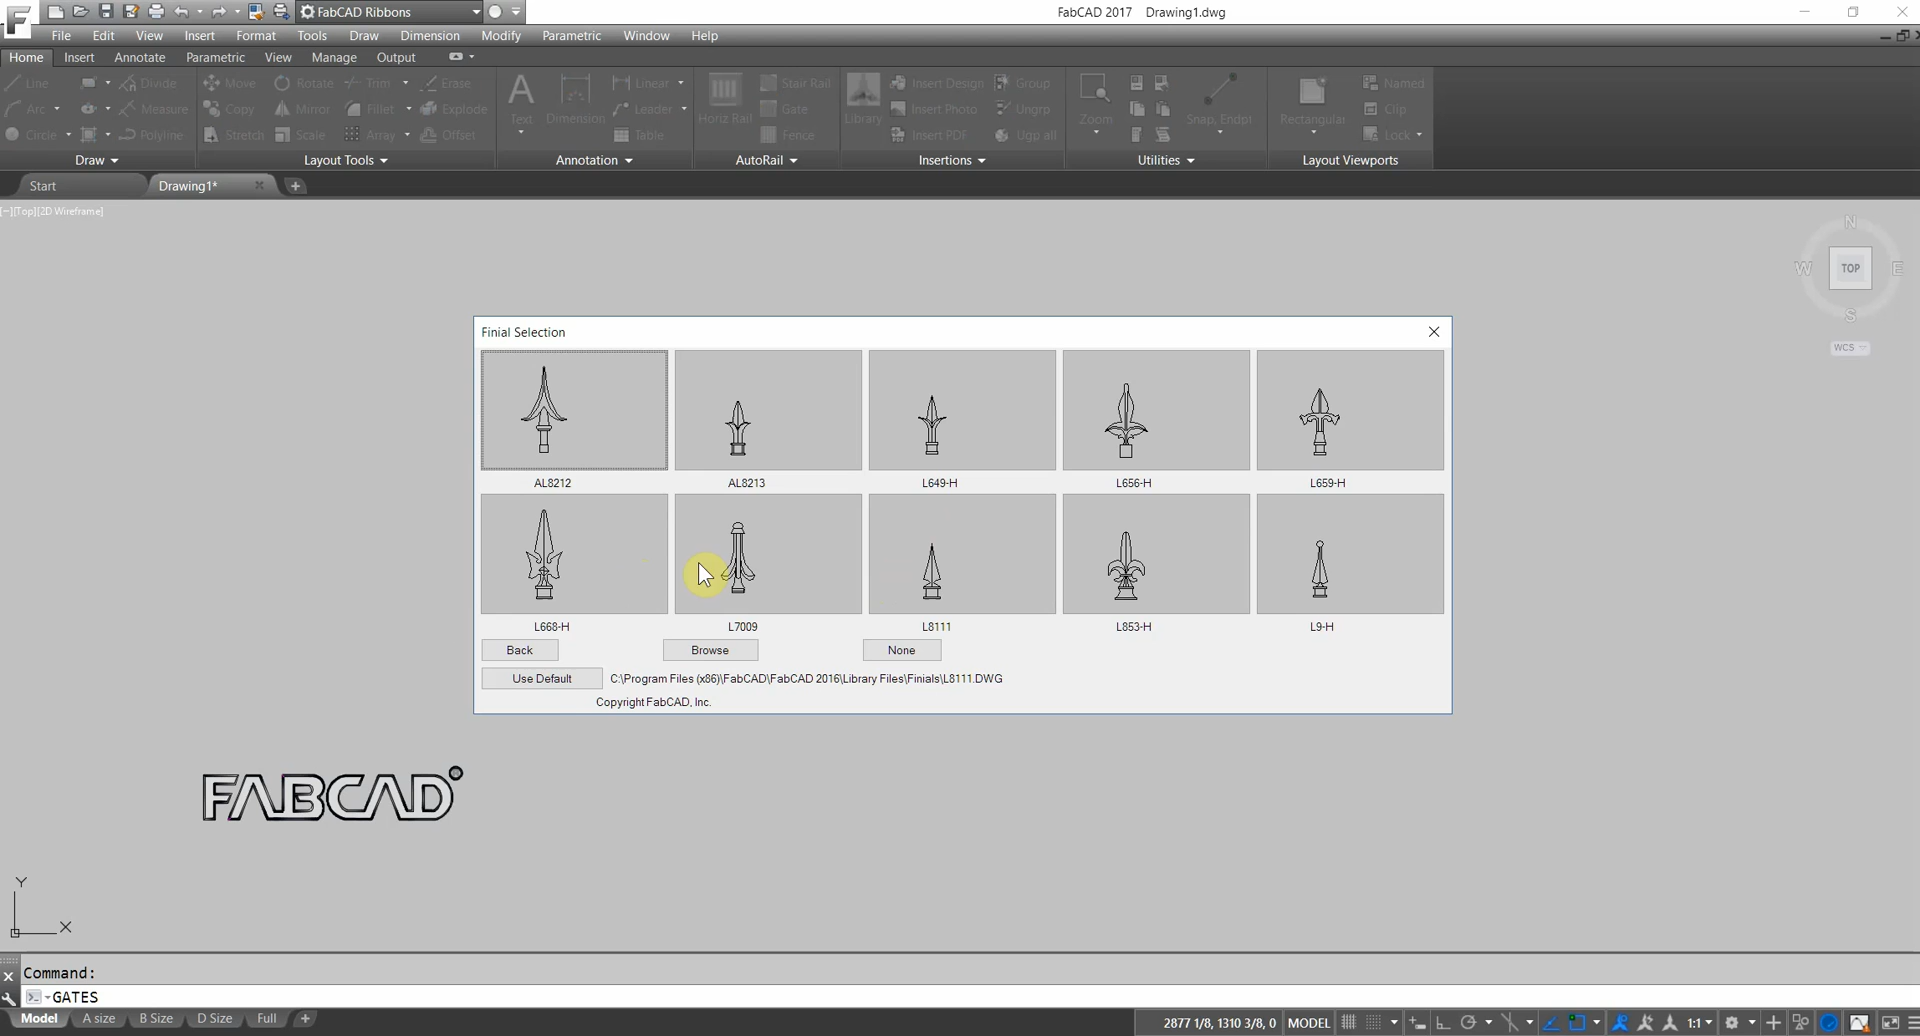 FabCAD Ribbons
FabCAD 2017 Drawing1.dwg
File Edit View Insert Format Tools Draw Dimension Modify Parametric Window Help
Home Insert Annotate Parametric View Manage Output
Line Divide Move Rotate Trim Erase Linear Stair Rail Insert Design Group Named
Arc Measure Copy Mirror Fillet Explode Text Dimension Leader Horiz Rail Gate Library Insert Photo Ungrp Zoom Snap, Endpt Rectangular Clip
Circle Polyline Stretch Scale Array Offset Table Fence Insert PDF Ugp all Lock
Draw Layout Tools Annotation AutoRail Insertions Utilities Layout Viewports
Start Drawing1*
[−][Top][2D Wireframe]
N
W TOP E
S
WCS
Finial Selection
AL8212 AL8213 L649-H L656-H L659-H
L668-H L7009 L8111 L853-H L9-H
Back Browse None
Use Default C:\Program Files (x86)\FabCAD\FabCAD 2016\Library Files\Finials\L8111.DWG
Copyright FabCAD, Inc.
FABCAD
Y
X
Command:
GATES
Model A size B Size D Size Full
2877 1/8, 1310 3/8, 0 MODEL 1:1